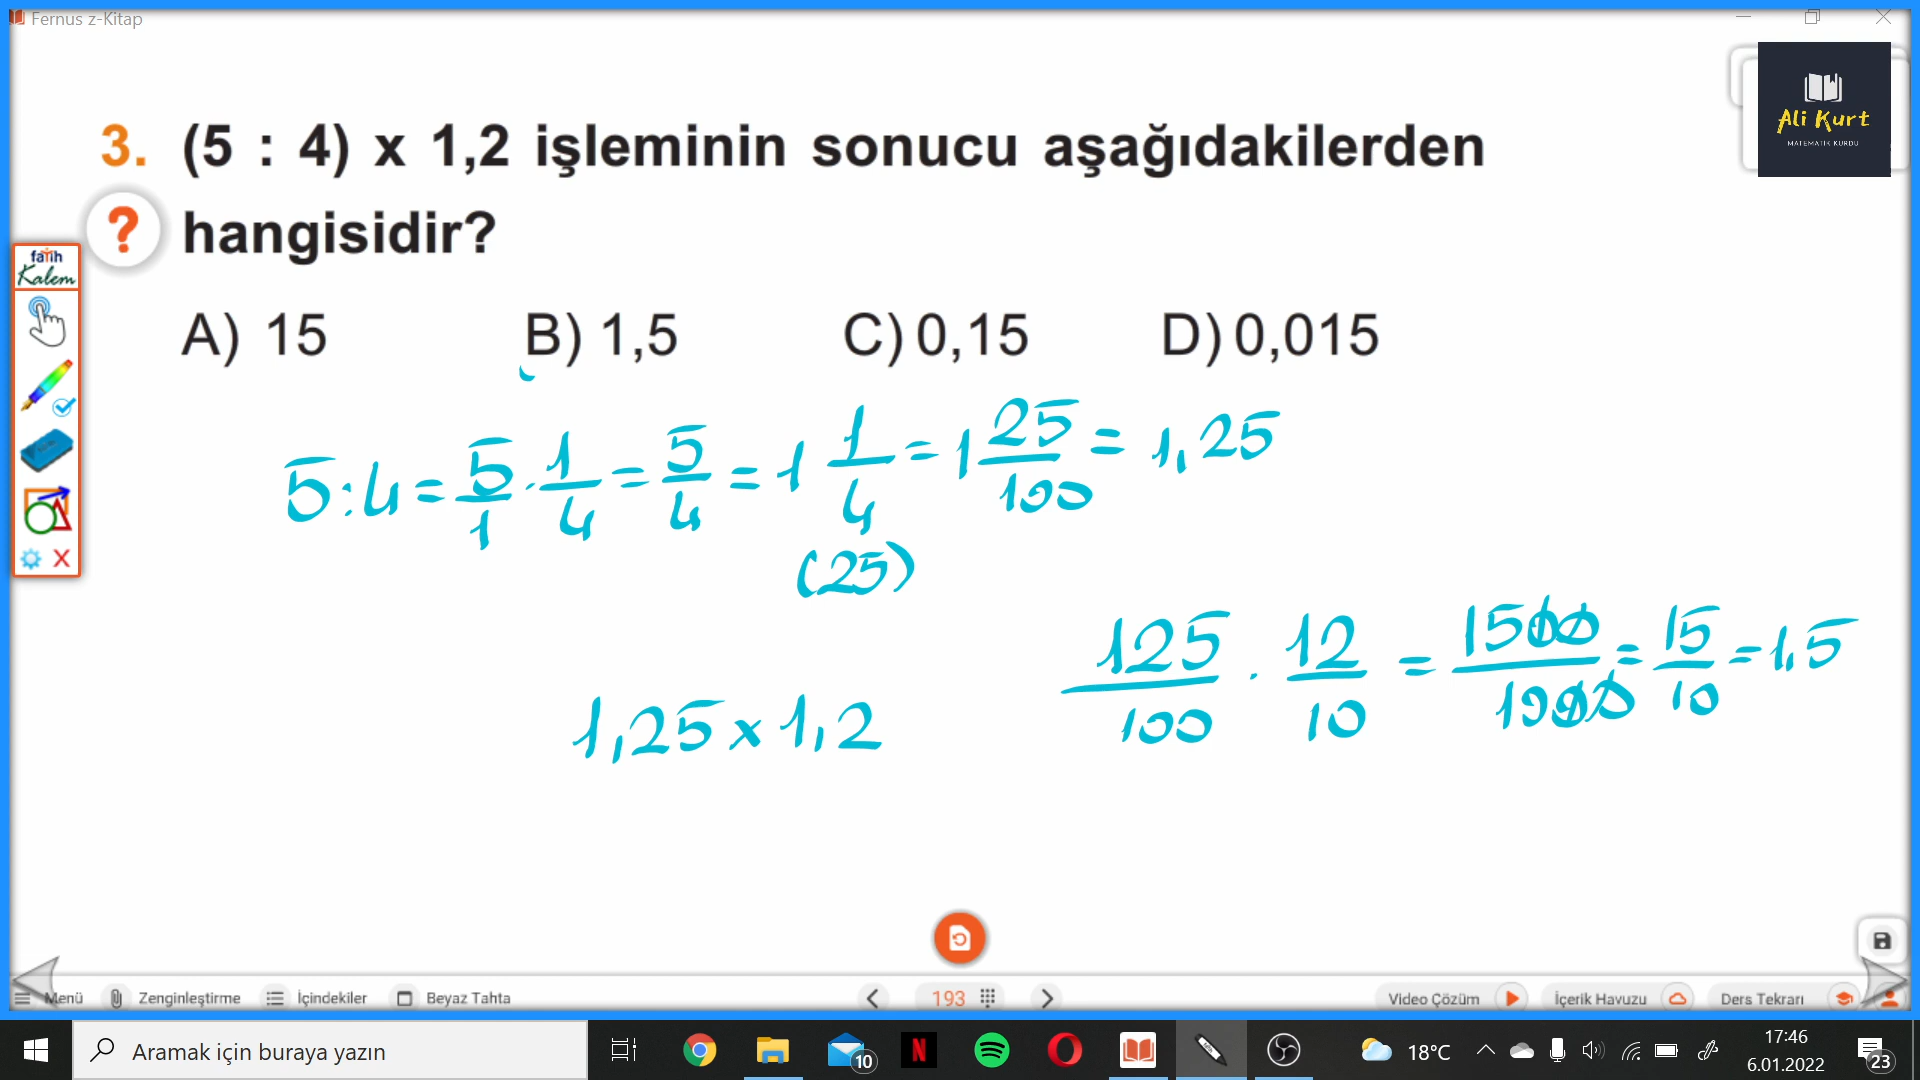 Fernus z-Kitap
Ali Kurt
MATEMATİK KURDU
3. (5 : 4) x 1,2 işleminin sonucu aşağıdakilerden
? hangisidir?
fatih
Kalem
A) 15 B) 1,5 C) 0,15 D) 0,015
5:4 = 5/1 · 1/4 = 5/4 = 1 1/4 = 1 25/100 = 1,25
(25)
125/100 · 12/10 = 1500/1000 = 15/10 = 1,5
1,25 x 1,2
Menü Zenginleştirme İçindekiler Beyaz Tahta 193 Video Çözüm İçerik Havuzu Ders Tekrarı
Aramak için buraya yazın 10 N 18°C 17:46
6.01.2022 23